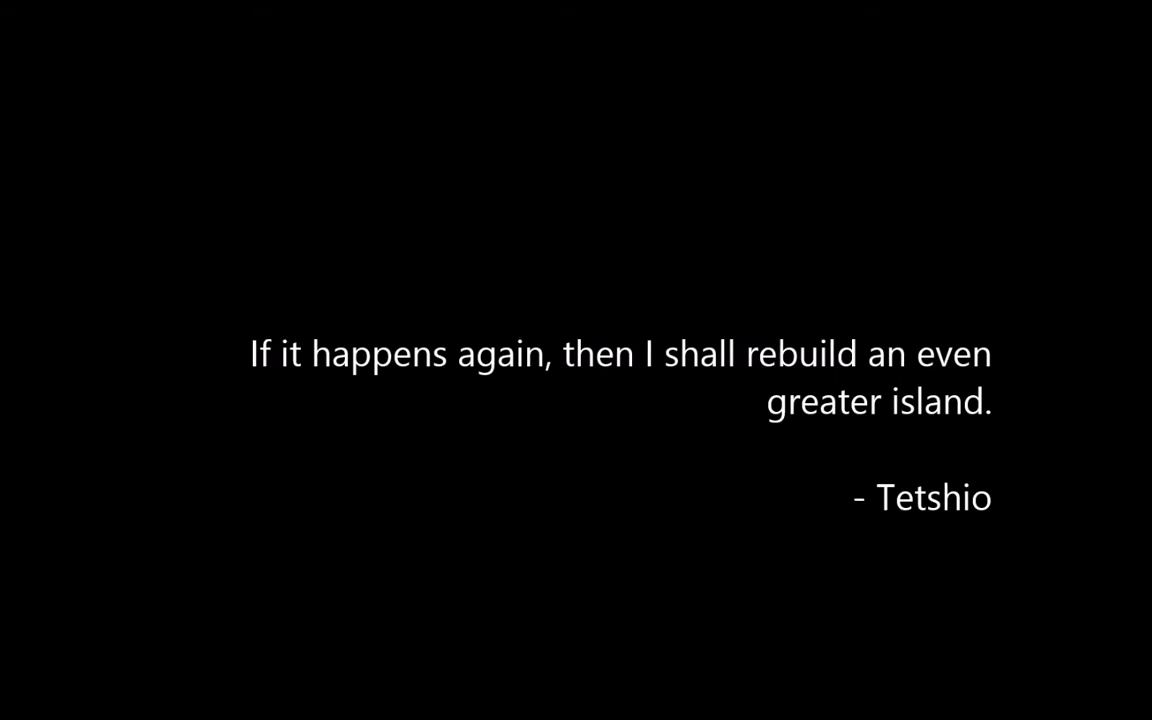 If it happens again, then I shall rebuild an even
greater island.
- Tetshio